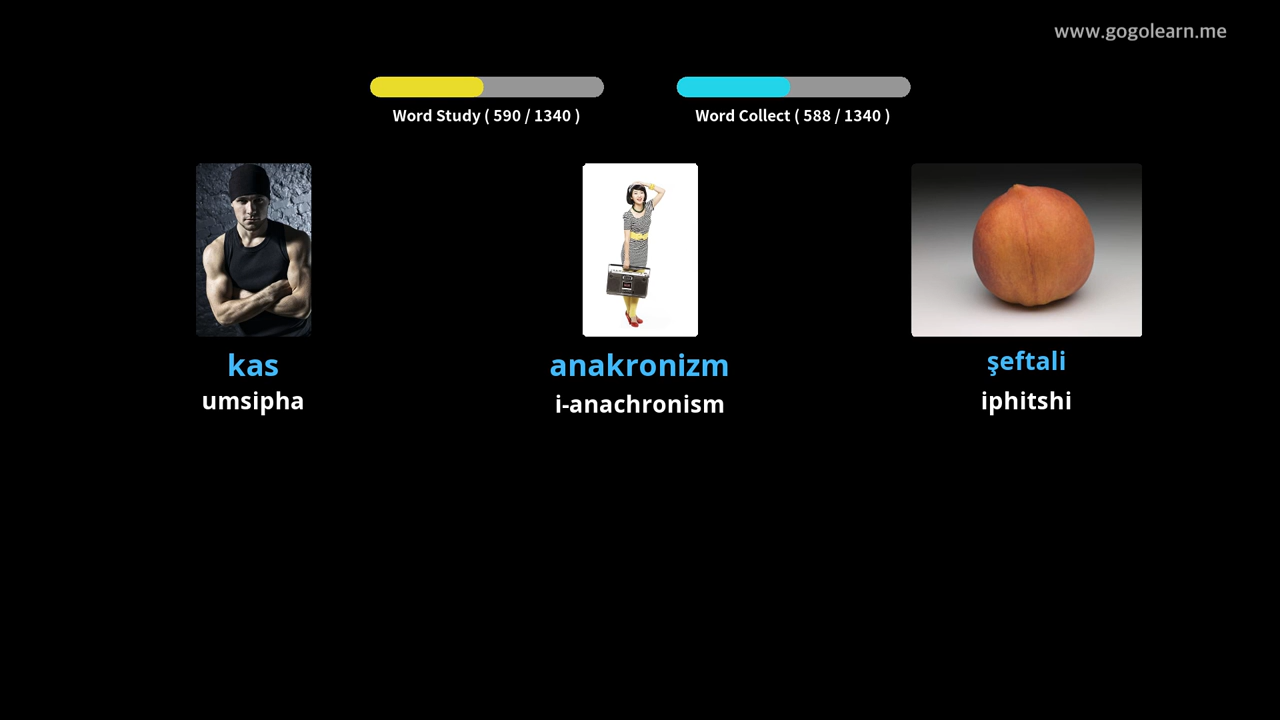 www.gogolearn.me
Word Study ( 590 / 1340 )
Word Collect ( 588 / 1340 )
kas
umsipha
anakronizm
i-anachronism
şeftali
iphitshi